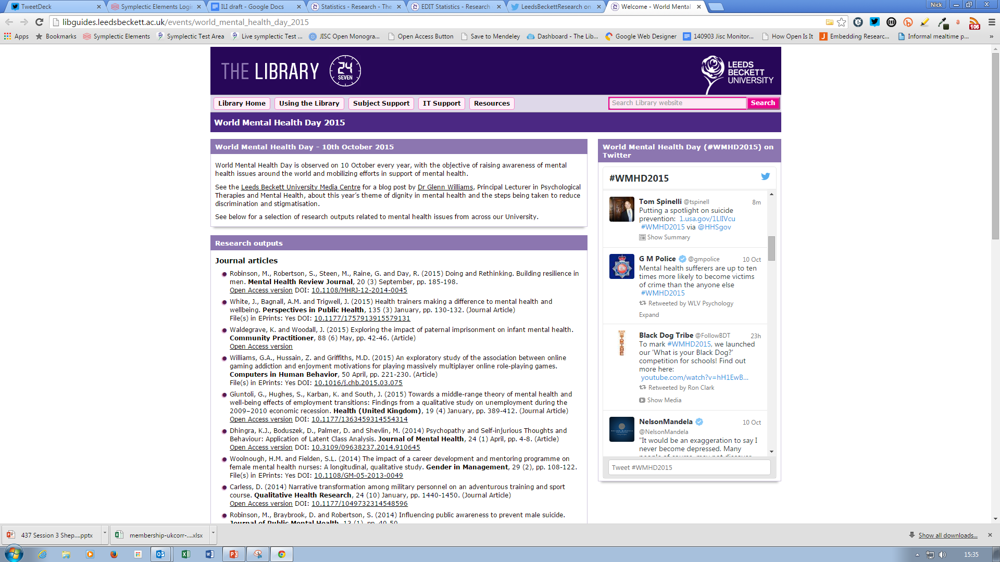 TweetDeck
Symplectic Elements Login
ILI draft - Google Docs
Statistics - Research - The
EDIT Statistics - Research
LeedsBeckettResearch on
Welcome - World Mental
Nick
libguides.leedsbeckett.ac.uk/events/world_mental_health_day_2015
106
Apps
Bookmarks
Symplectic Elements
Symplectic Test Area
Live symplectic Test ...
JISC Open Monogra...
Open Access Button
Save to Mendeley
Dashboard - The Lib...
Google Web Designer
140903 Jisc Monitor...
How Open Is It
Embedding Researc...
Informal mealtime p...
»
THE LIBRARY
24
SEVEN
LEEDS
BECKETT
UNIVERSITY
Library Home
Using the Library
Subject Support
IT Support
Resources
Search Library website
Search
World Mental Health Day 2015
World Mental Health Day - 10th October 2015
World Mental Health Day is observed on 10 October every year, with the objective of raising awareness of mental
health issues around the world and mobilizing efforts in support of mental health.
See the Leeds Beckett University Media Centre for a blog post by Dr Glenn Williams, Principal Lecturer in Psychological
Therapies and Mental Health, about this year's theme of dignity in mental health and the steps being taken to reduce
discrimination and stigmatisation.
See below for a selection of research outputs related to mental health issues from across our University.
Research outputs
Journal articles
Robinson, M., Robertson, S., Steen, M., Raine, G. and Day, R. (2015) Doing and Rethinking. Building resilience in
men. Mental Health Review Journal, 20 (3) September, pp. 185-198.
Open Access version DOI: 10.1108/MHRJ-12-2014-0045
White, J., Bagnall, A.M. and Trigwell, J. (2015) Health trainers making a difference to mental health and
wellbeing. Perspectives in Public Health, 135 (3) January, pp. 130-132. (Journal Article)
File(s) in EPrints: Yes DOI: 10.1177/1757913915579131
Waldegrave, K. and Woodall, J. (2015) Exploring the impact of paternal imprisonment on infant mental health.
Community Practitioner, 88 (6) May, pp. 42-46. (Article)
Open Access version
Williams, G.A., Hussain, Z. and Griffiths, M.D. (2015) An exploratory study of the association between online
gaming addiction and enjoyment motivations for playing massively multiplayer online role-playing games.
Computers in Human Behavior, 50 April, pp. 221-230. (Article)
File(s) in EPrints: Yes DOI: 10.1016/j.chb.2015.03.075
Giuntoli, G., Hughes, S., Karban, K. and South, J. (2015) Towards a middle-range theory of mental health and
well-being effects of employment transitions: Findings from a qualitative study on unemployment during the
2009–2010 economic recession. Health (United Kingdom), 19 (4) January, pp. 389-412. (Journal Article)
Open Access version DOI: 10.1177/1363459314554314
Dhingra, K.J., Boduszek, D., Palmer, D. and Shevlin, M. (2014) Psychopathy and Self-injurious Thoughts and
Behaviour: Application of Latent Class Analysis. Journal of Mental Health, 24 (1) April, pp. 4-8. (Article)
Open Access version DOI: 10.3109/09638237.2014.910645
Woolnough, H.M. and Fielden, S.L. (2014) The impact of a career development and mentoring programme on
female mental health nurses: A longitudinal, qualitative study. Gender in Management, 29 (2), pp. 108-122.
File(s) in EPrints: Yes DOI: 10.1108/GM-05-2013-0049
Carless, D. (2014) Narrative transformation among military personnel on an adventurous training and sport
course. Qualitative Health Research, 24 (10) January, pp. 1440-1450. (Journal Article)
Open Access version DOI: 10.1177/1049732314548596
Robinson, M., Braybrook, D. and Robertson, S. (2014) Influencing public awareness to prevent male suicide.
Journal of Public Mental Health, 13 (1), pp. 40-50.
World Mental Health Day (#WMHD2015) on
Twitter
#WMHD2015
Tom Spinelli @tspinell 8m
Putting a spotlight on suicide
prevention: 1.usa.gov/1LlIVcu
#WMHD2015 via @HHSgov
Show Summary
G M Police @gmpolice 10 Oct
Mental health sufferers are up to ten
times more likely to become victims
of crime than the anyone else
#WMHD2015
Retweeted by WLV Psychology
Expand
BLACK DOG
TRIBE
Black Dog Tribe @FollowBDT 23h
To mark #WMHD2015, we launched
our 'What is your Black Dog?'
competition for schools! Find out
more here:
youtube.com/watch?v=hH1EwB...
Retweeted by Ron Clark
Show Media
NelsonMandela 10 Oct
@NelsonMandela
"It would be an exaggeration to say I
never become depressed. Many
people of course, may not discover
Tweet #WMHD2015
437 Session 3 Shep....pptx
membership-ukcorr-....xlsx
Show all downloads...
15:35